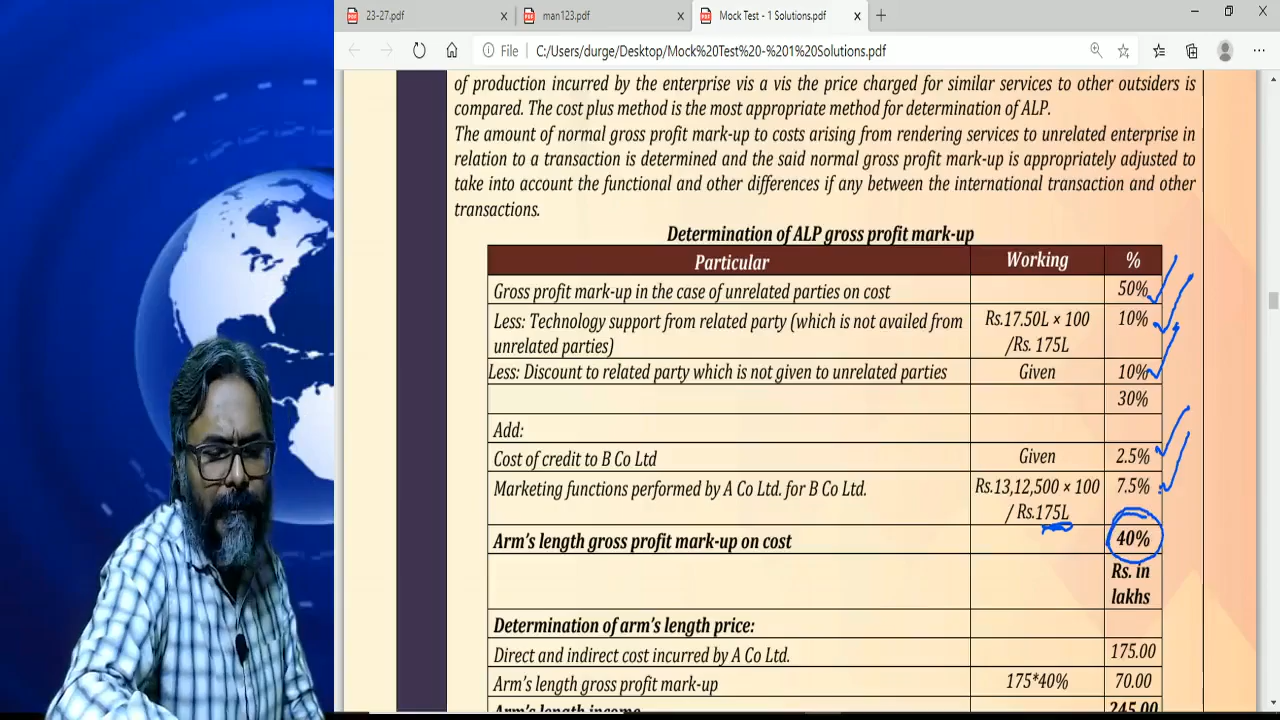 23-27.pdf
man123.pdf
Mock Test - 1 Solutions.pdf
File
C:/Users/durge/Desktop/Mock%20Test%20-%201%20Solutions.pdf
of production incurred by the enterprise vis a vis the price charged for similar services to other outsiders is
compared. The cost plus method is the most appropriate method for determination of ALP.
The amount of normal gross profit mark-up to costs arising from rendering services to unrelated enterprise in
relation to a transaction is determined and the said normal gross profit mark-up is appropriately adjusted to
take into account the functional and other differences if any between the international transaction and other
transactions.
Determination of ALP gross profit mark-up
Particular Working %
Gross profit mark-up in the case of unrelated parties on cost 50%
Less: Technology support from related party (which is not availed from Rs.17.50L × 100 10%
unrelated parties) /Rs. 175L
Less: Discount to related party which is not given to unrelated parties Given 10%
30%
Add:
Cost of credit to B Co Ltd Given 2.5%
Marketing functions performed by A Co Ltd. for B Co Ltd. Rs.13,12,500 × 100 7.5%
/ Rs.175L
Arm's length gross profit mark-up on cost 40%
Rs. in
lakhs
Determination of arm's length price:
Direct and indirect cost incurred by A Co Ltd. 175.00
Arm's length gross profit mark-up 175*40% 70.00
Arm's length income 245.00